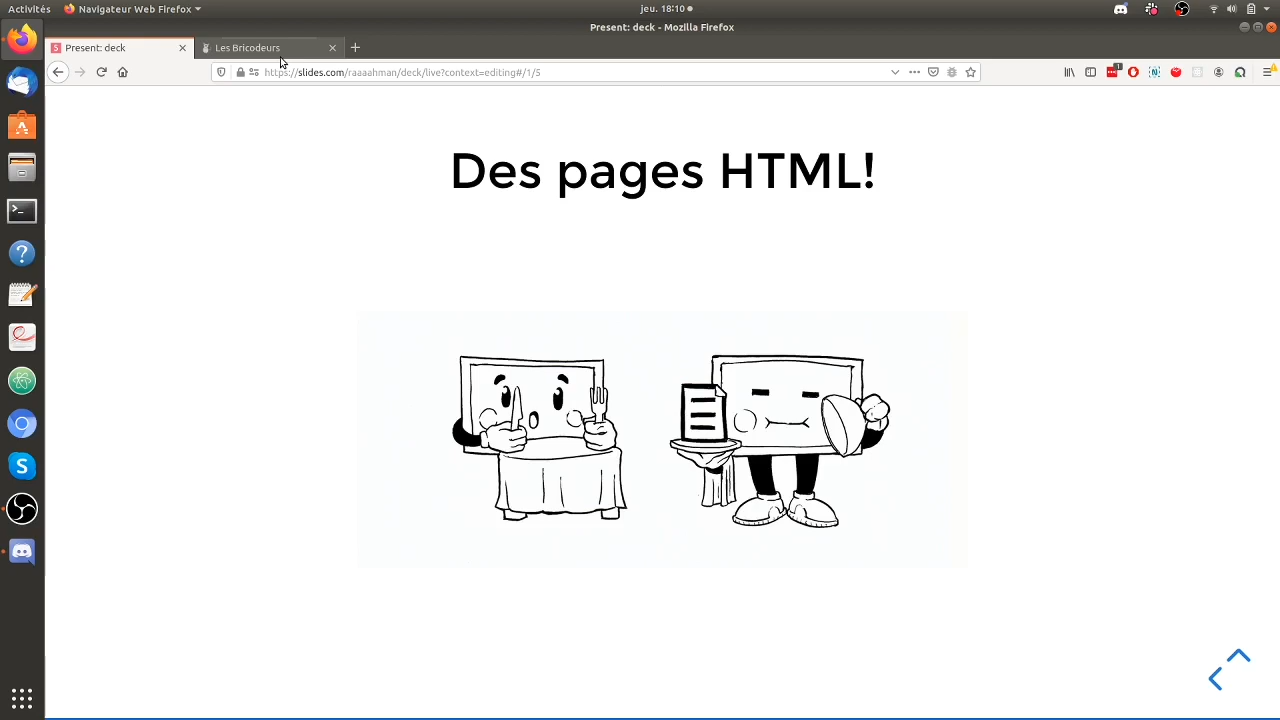 Activités
Navigateur Web Firefox
jeu. 18:10
Present: deck - Mozilla Firefox
Present: deck
Les Bricodeurs
https://slides.com/raaaahman/deck/live?context=editing#/1/5
1
Des pages HTML!